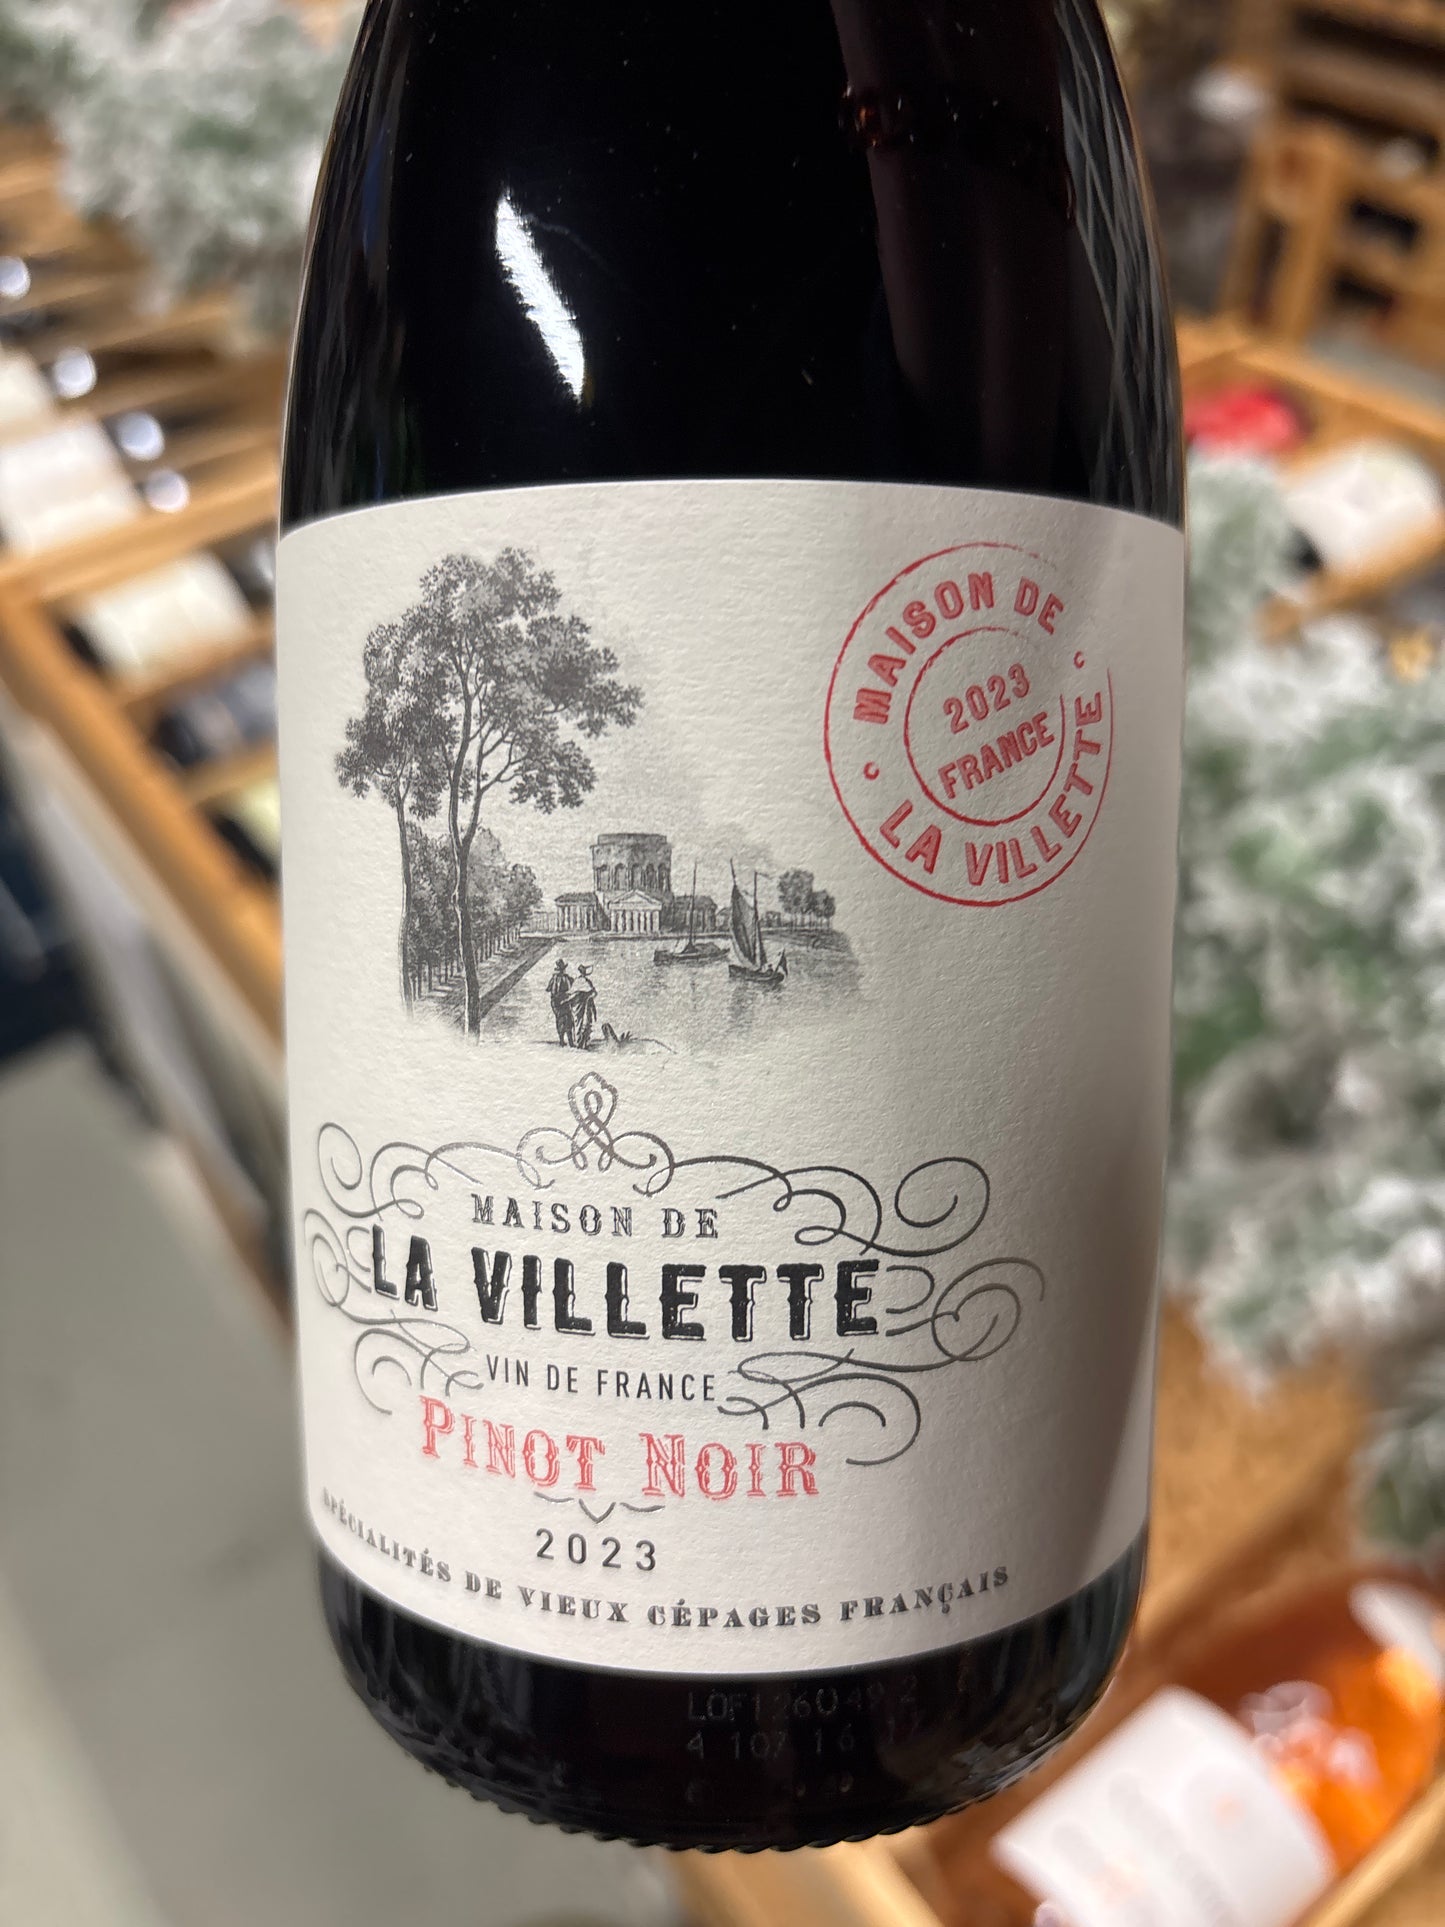 MAISON DE
LA VILLETTE
2023
FRANCE
MAISON DE
LA VILLETTE
VIN DE FRANCE
PINOT NOIR
2023
SPÉCIALITÉS DE VIEUX CÉPAGES FRANÇAIS